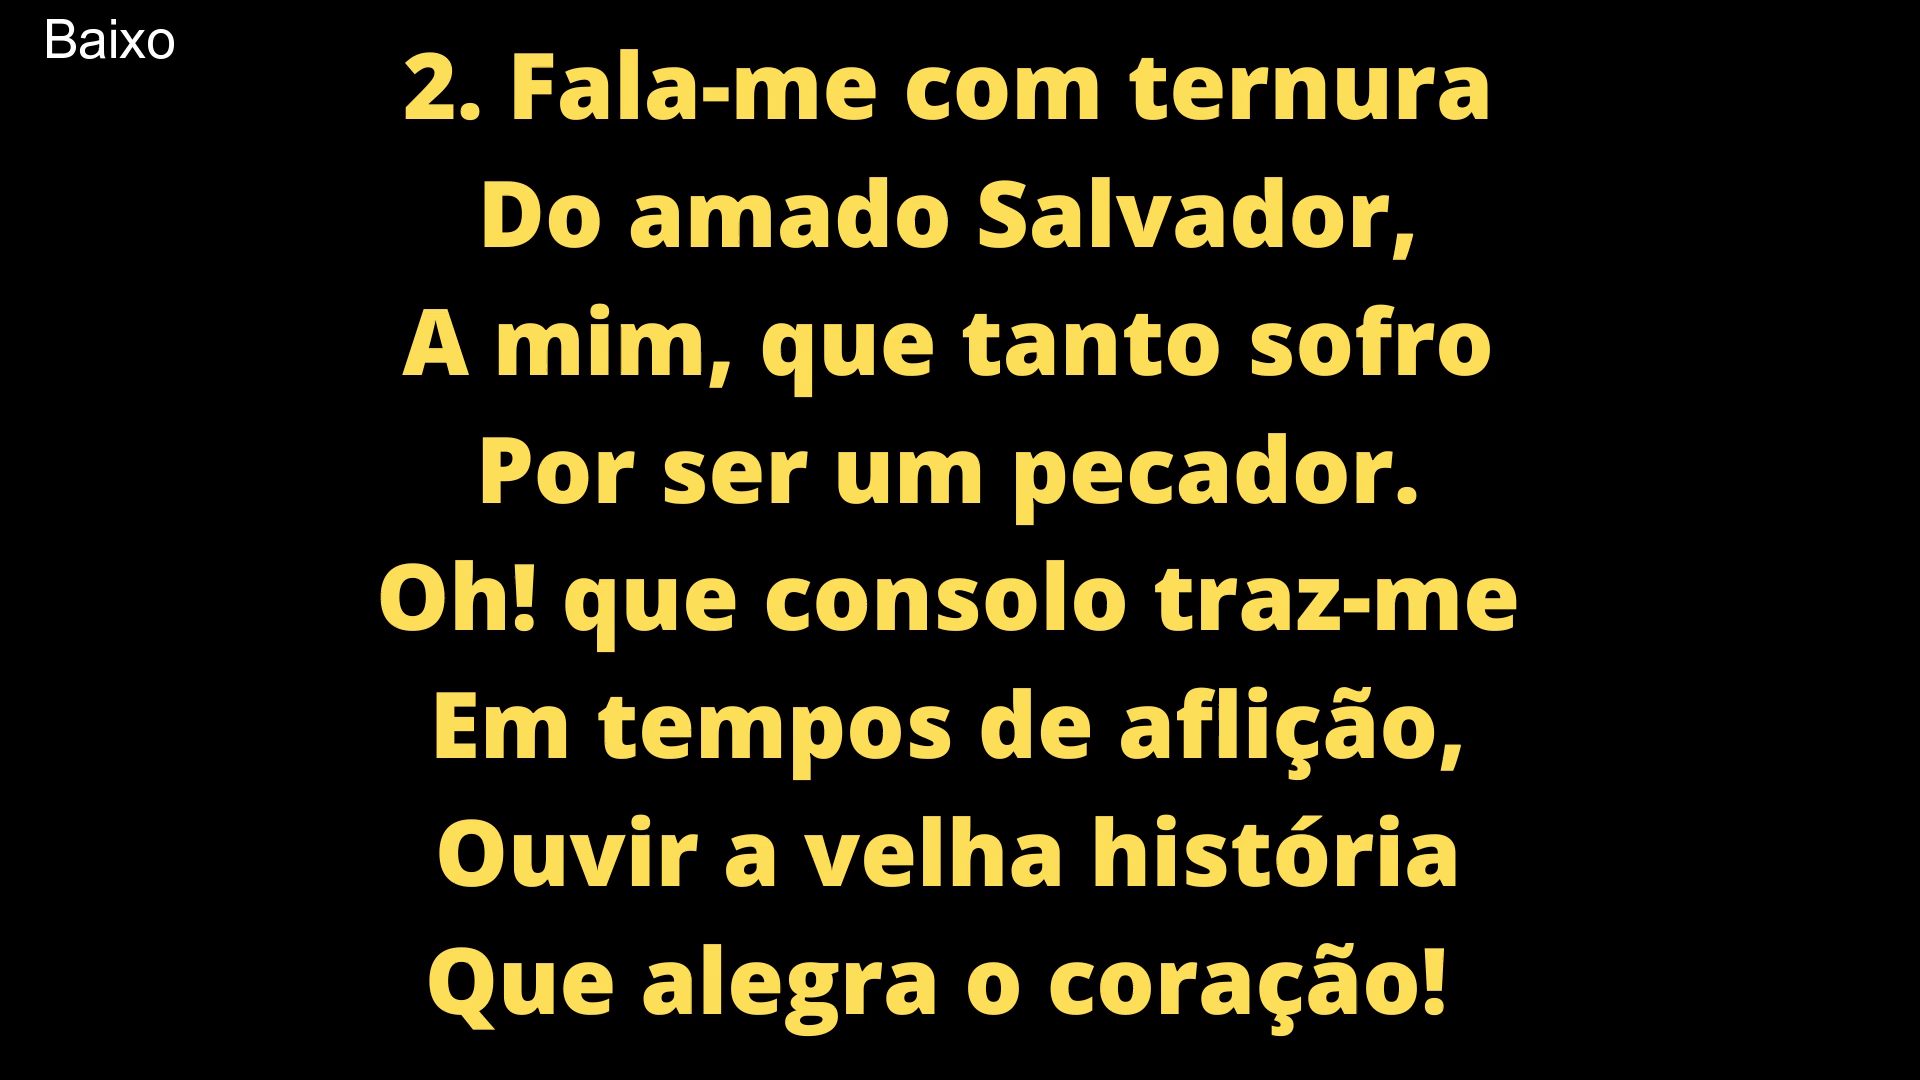 Baixo
2. Fala-me com ternura
Do amado Salvador,
A mim, que tanto sofro
Por ser um pecador.
Oh! que consolo traz-me
Em tempos de aflição,
Ouvir a velha história
Que alegra o coração!